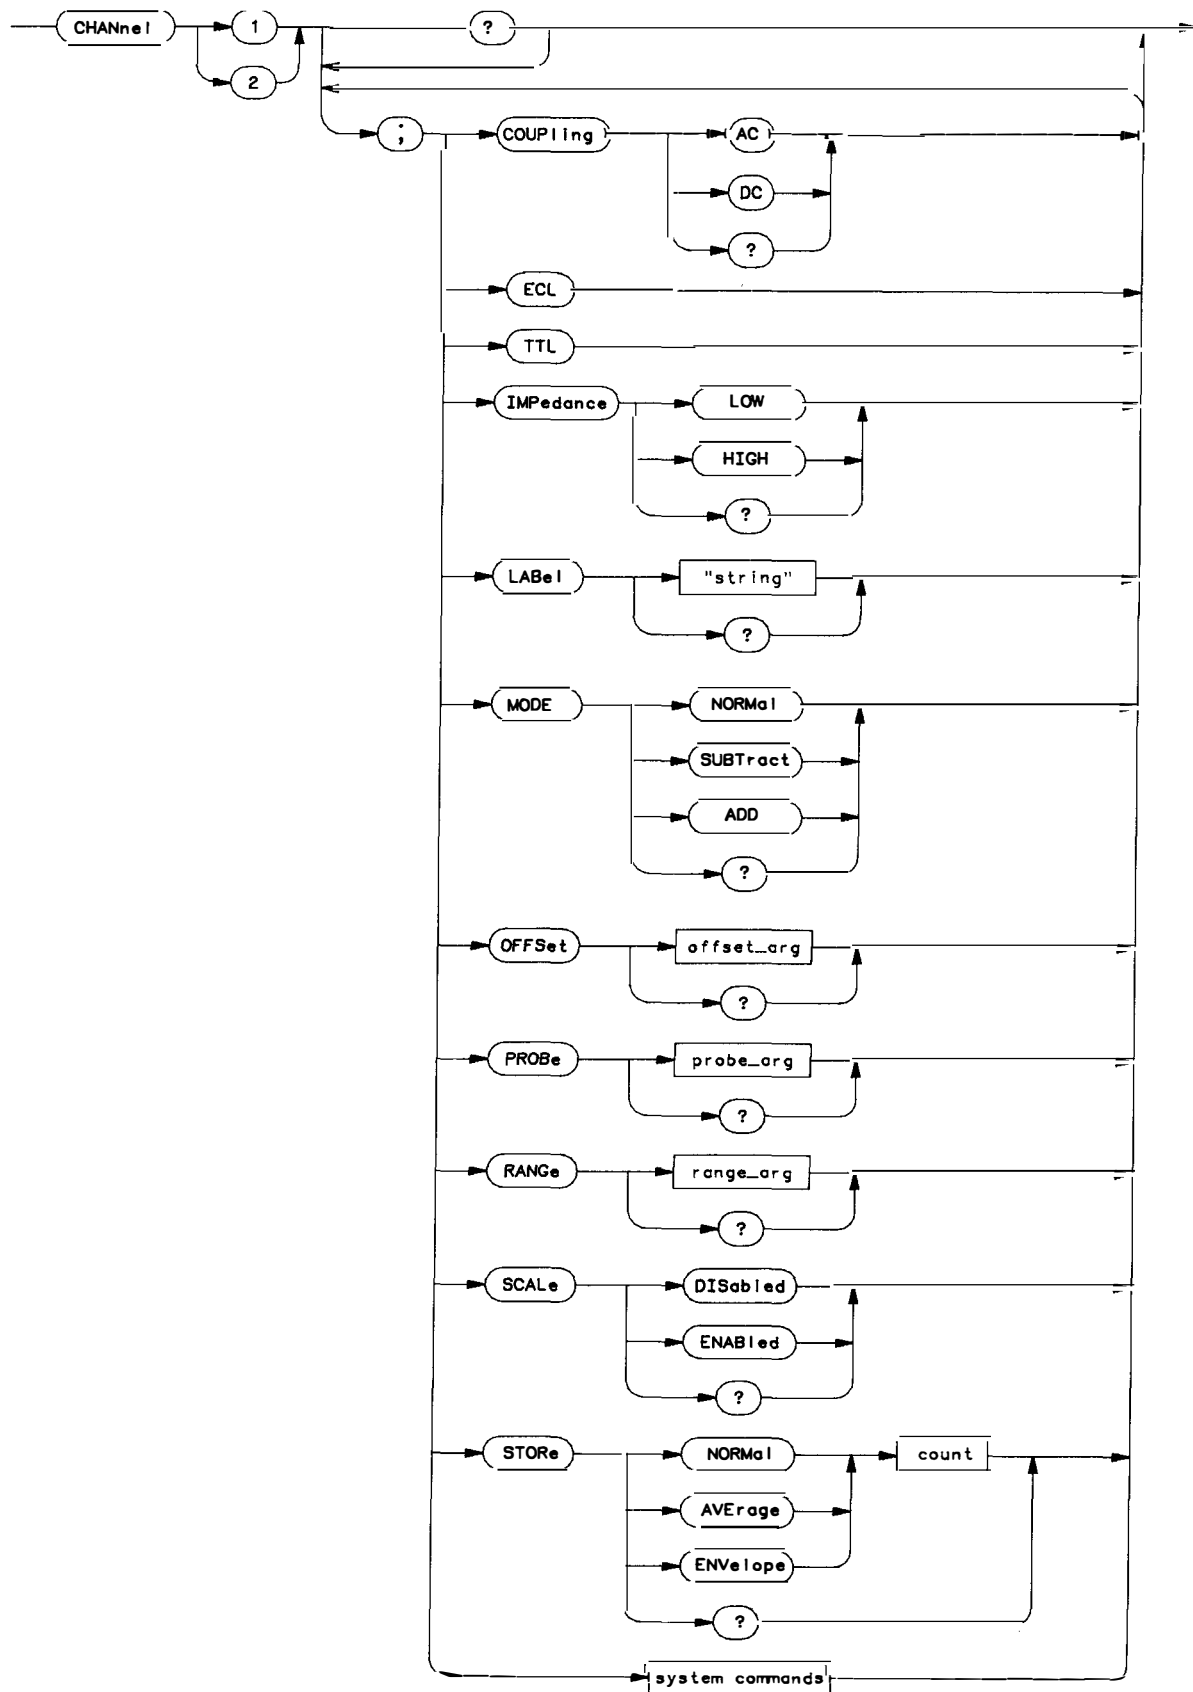 CHANnel 1 ?
2
; COUPling AC
DC
?
ECL
TTL
IMPedance LOW
HIGH
?
LABel "string"
?
MODE NORMal
SUBTract
ADD
?
OFFSet offset_arg
?
PROBe probe_arg
?
RANGe range_arg
?
SCALe DISabled
ENABled
?
STORe NORMal count
AVErage
ENVelope
?
system commands